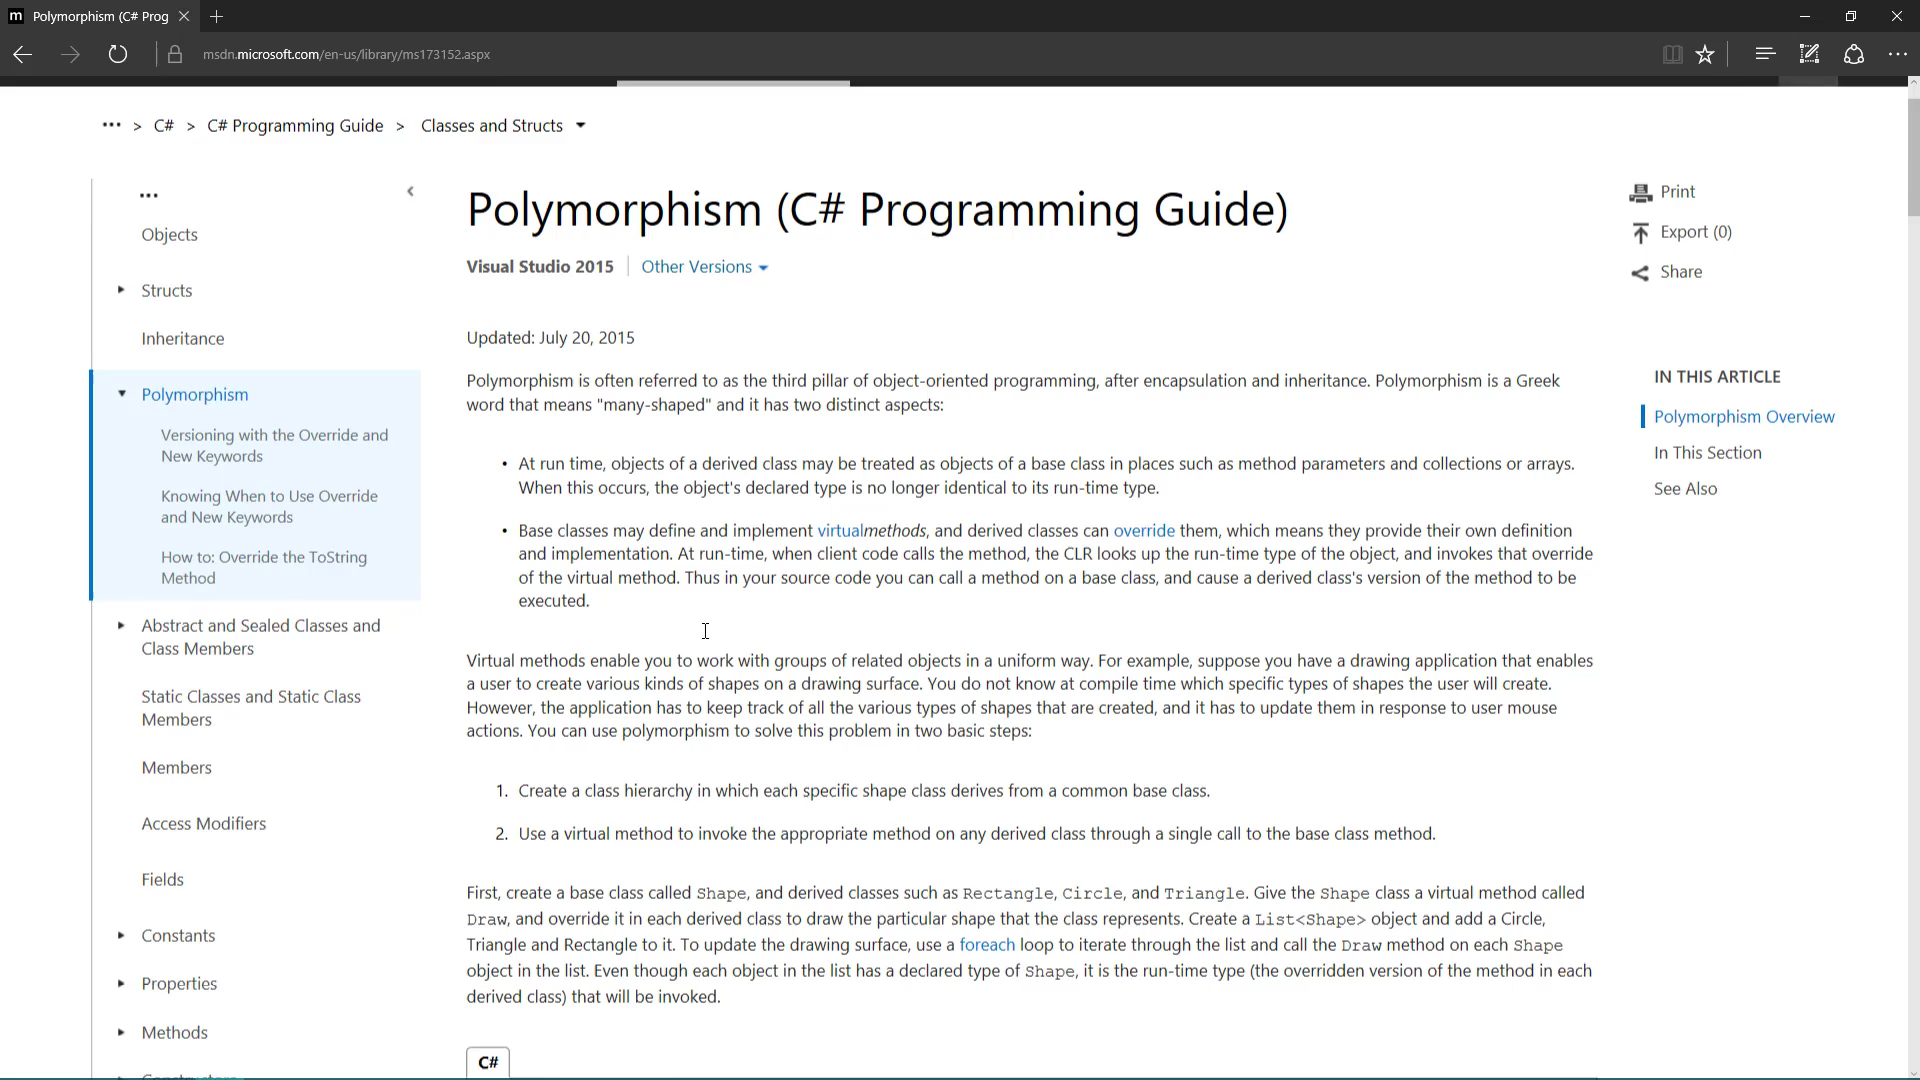 m Polymorphism (C# Prog
msdn.microsoft.com/en-us/library/ms173152.aspx
... > C# > C# Programming Guide > Classes and Structs
...
Objects
Structs
Inheritance
Polymorphism
Versioning with the Override and
New Keywords
Knowing When to Use Override
and New Keywords
How to: Override the ToString
Method
Abstract and Sealed Classes and
Class Members
Static Classes and Static Class
Members
Members
Access Modifiers
Fields
Constants
Properties
Methods
Polymorphism (C# Programming Guide)
Visual Studio 2015 | Other Versions
Updated: July 20, 2015
Polymorphism is often referred to as the third pillar of object-oriented programming, after encapsulation and inheritance. Polymorphism is a Greek
word that means "many-shaped" and it has two distinct aspects:
• At run time, objects of a derived class may be treated as objects of a base class in places such as method parameters and collections or arrays.
When this occurs, the object's declared type is no longer identical to its run-time type.
• Base classes may define and implement virtualmethods, and derived classes can override them, which means they provide their own definition
and implementation. At run-time, when client code calls the method, the CLR looks up the run-time type of the object, and invokes that override
of the virtual method. Thus in your source code you can call a method on a base class, and cause a derived class's version of the method to be
executed.
Virtual methods enable you to work with groups of related objects in a uniform way. For example, suppose you have a drawing application that enables
a user to create various kinds of shapes on a drawing surface. You do not know at compile time which specific types of shapes the user will create.
However, the application has to keep track of all the various types of shapes that are created, and it has to update them in response to user mouse
actions. You can use polymorphism to solve this problem in two basic steps:
1. Create a class hierarchy in which each specific shape class derives from a common base class.
2. Use a virtual method to invoke the appropriate method on any derived class through a single call to the base class method.
First, create a base class called Shape, and derived classes such as Rectangle, Circle, and Triangle. Give the Shape class a virtual method called
Draw, and override it in each derived class to draw the particular shape that the class represents. Create a List<Shape> object and add a Circle,
Triangle and Rectangle to it. To update the drawing surface, use a foreach loop to iterate through the list and call the Draw method on each Shape
object in the list. Even though each object in the list has a declared type of Shape, it is the run-time type (the overridden version of the method in each
derived class) that will be invoked.
C#
Print
Export (0)
Share
IN THIS ARTICLE
Polymorphism Overview
In This Section
See Also